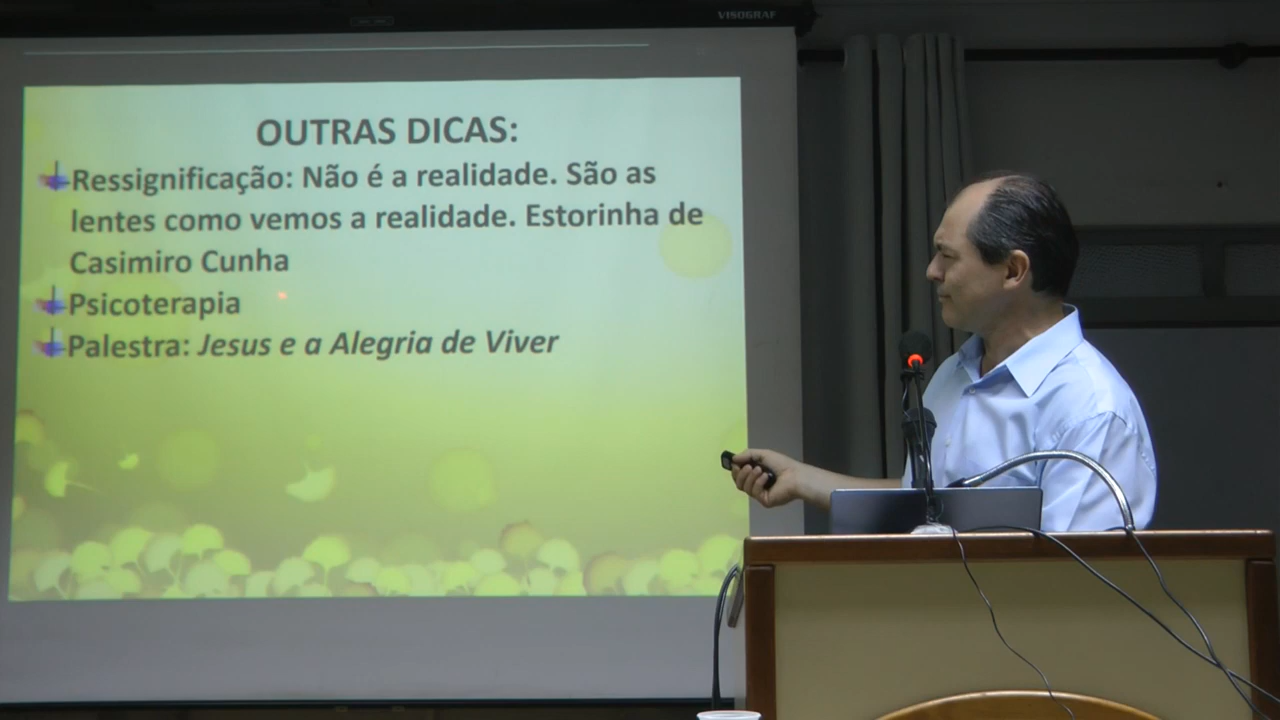 VISOGRAF
OUTRAS DICAS:
Ressignificação: Não é a realidade. São as
lentes como vemos a realidade. Estorinha de
Casimiro Cunha
Psicoterapia
Palestra: Jesus e a Alegria de Viver